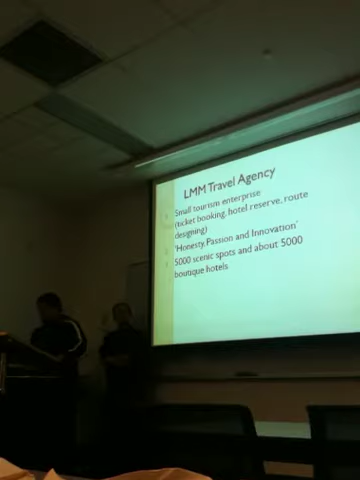 LMM Travel Agency
Small tourism enterprise
(ticket booking, hotel reserve, route
designing)
'Honesty, Passion and Innovation'
5000 scenic spots and about 5000
boutique hotels